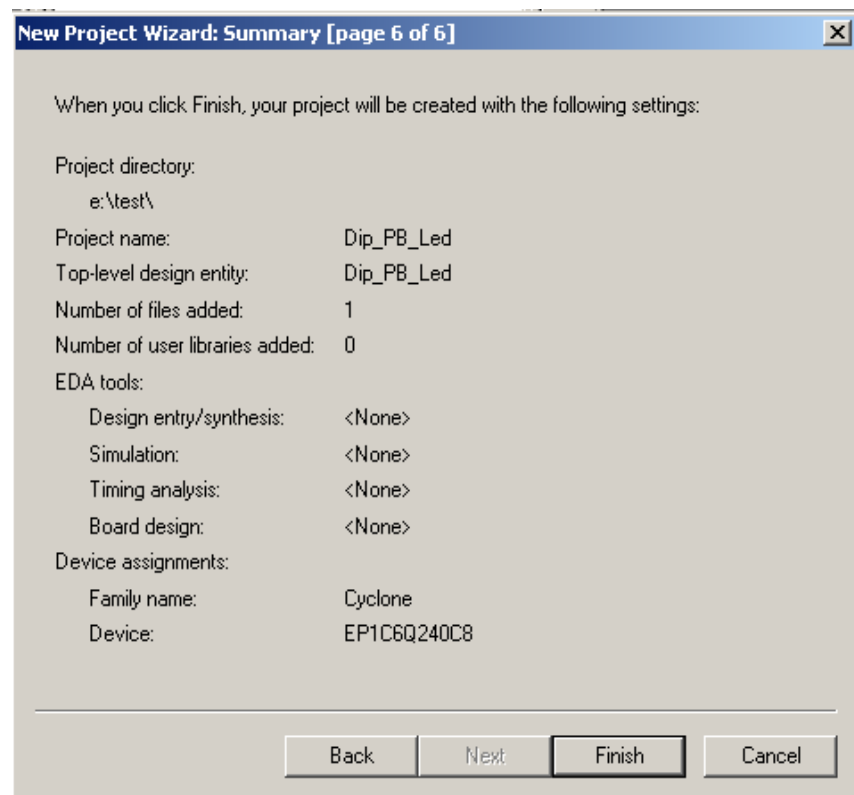 New Project Wizard: Summary [page 6 of 6]
When you click Finish, your project will be created with the following settings:
Project directory:
e:\test\
Project name: Dip_PB_Led
Top-level design entity: Dip_PB_Led
Number of files added: 1
Number of user libraries added: 0
EDA tools:
Design entry/synthesis: <None>
Simulation: <None>
Timing analysis: <None>
Board design: <None>
Device assignments:
Family name: Cyclone
Device: EP1C6Q240C8
Back Next Finish Cancel